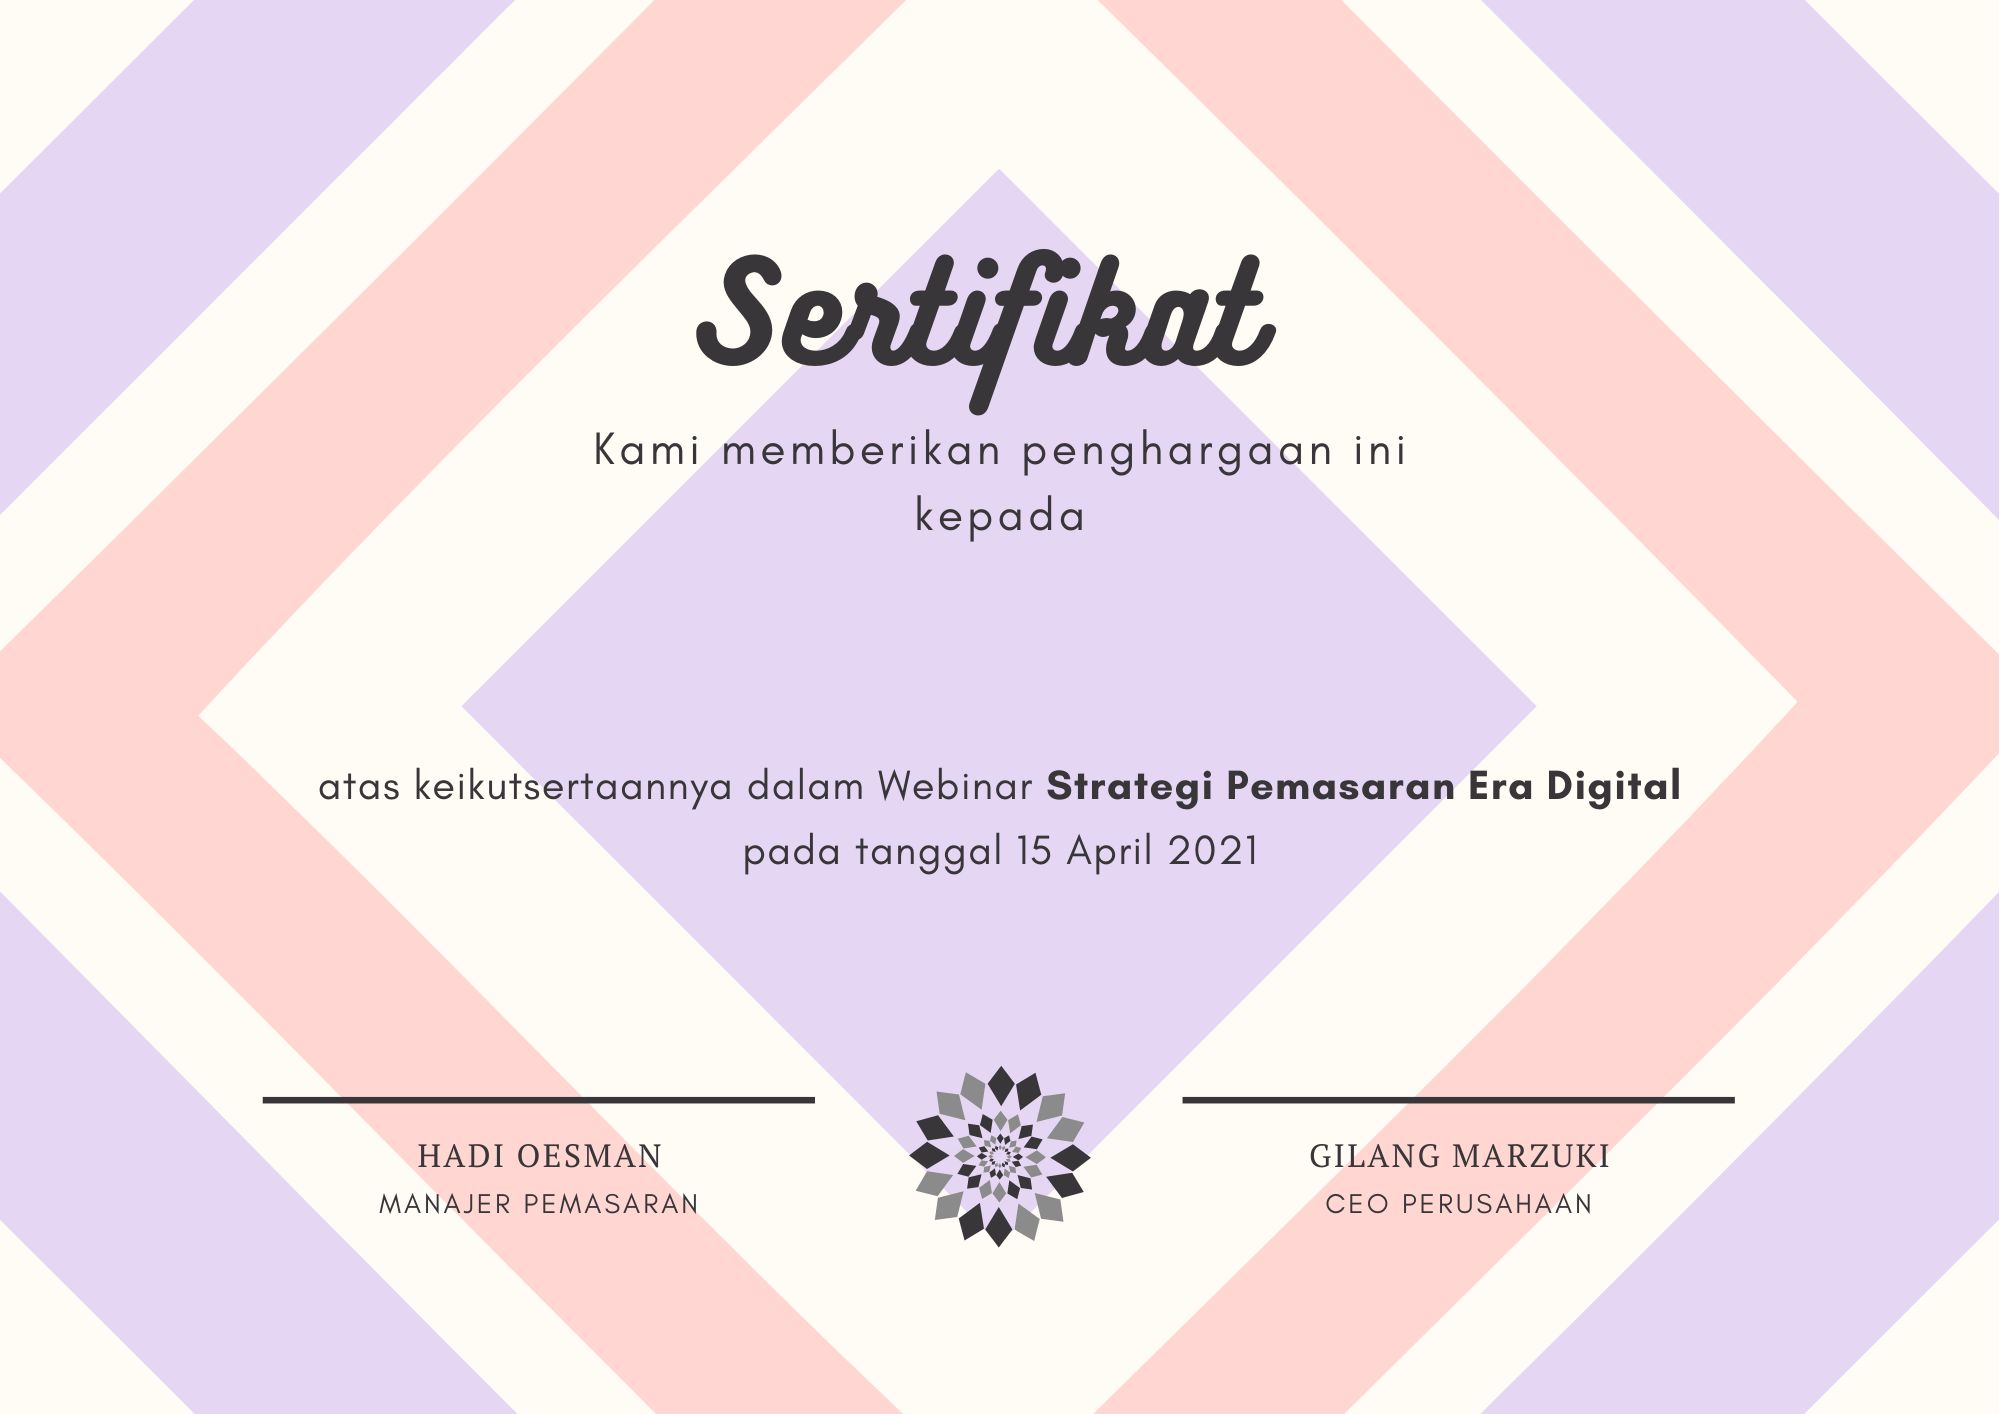 Sertifikat
Kami memberikan penghargaan ini
kepada
atas keikutsertaannya dalam Webinar Strategi Pemasaran Era Digital
pada tanggal 15 April 2021
HADI OESMAN
MANAJER PEMASARAN
GILANG MARZUKI
CEO PERUSAHAAN